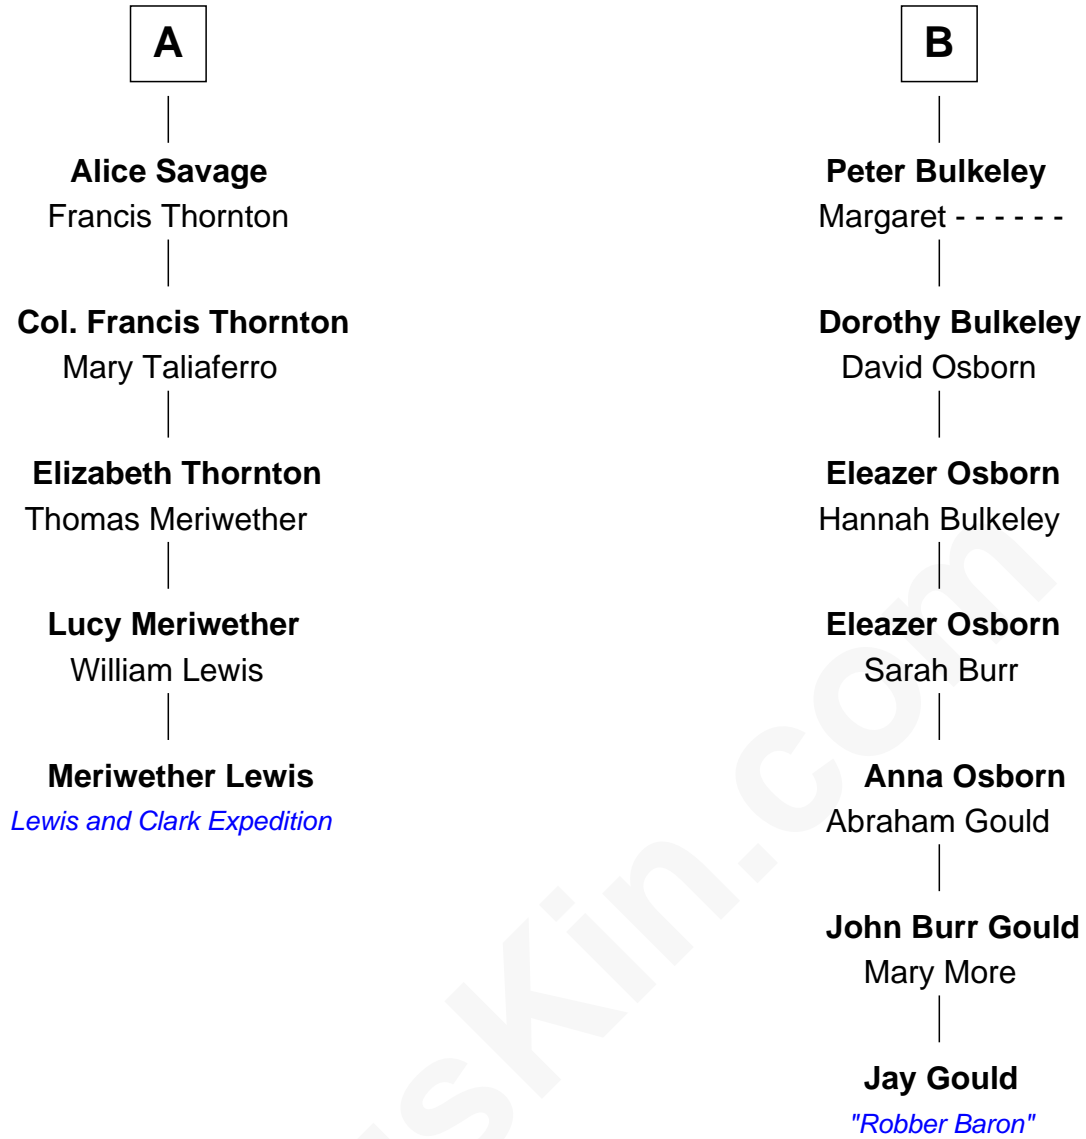 A
Alice Savage
Francis Thornton
Col. Francis Thornton
Mary Taliaferro
Elizabeth Thornton
Thomas Meriwether
Lucy Meriwether
William Lewis
Meriwether Lewis
Lewis and Clark Expedition
B
Peter Bulkeley
Margaret - - - - - -
Dorothy Bulkeley
David Osborn
Eleazer Osborn
Hannah Bulkeley
Eleazer Osborn
Sarah Burr
Anna Osborn
Abraham Gould
John Burr Gould
Mary More
Jay Gould
"Robber Baron"